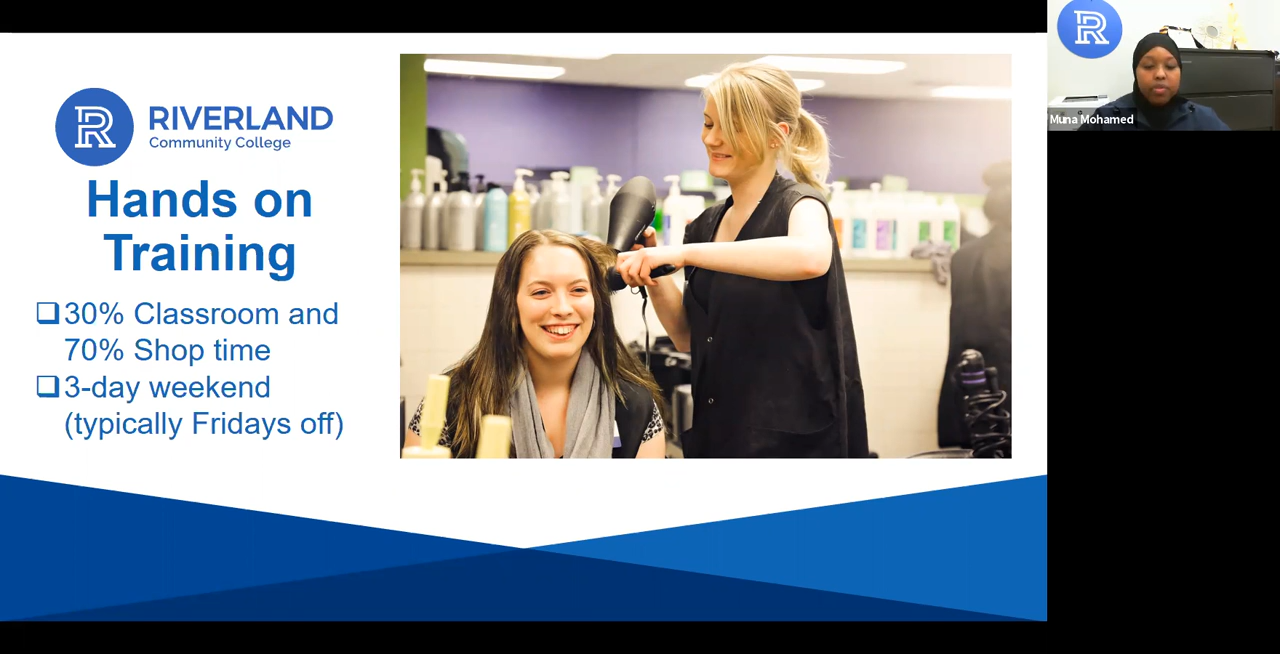 RIVERLAND
Community College
Hands on
Training
❑30% Classroom and
70% Shop time
❑3-day weekend
(typically Fridays off)
R
Muna Mohamed